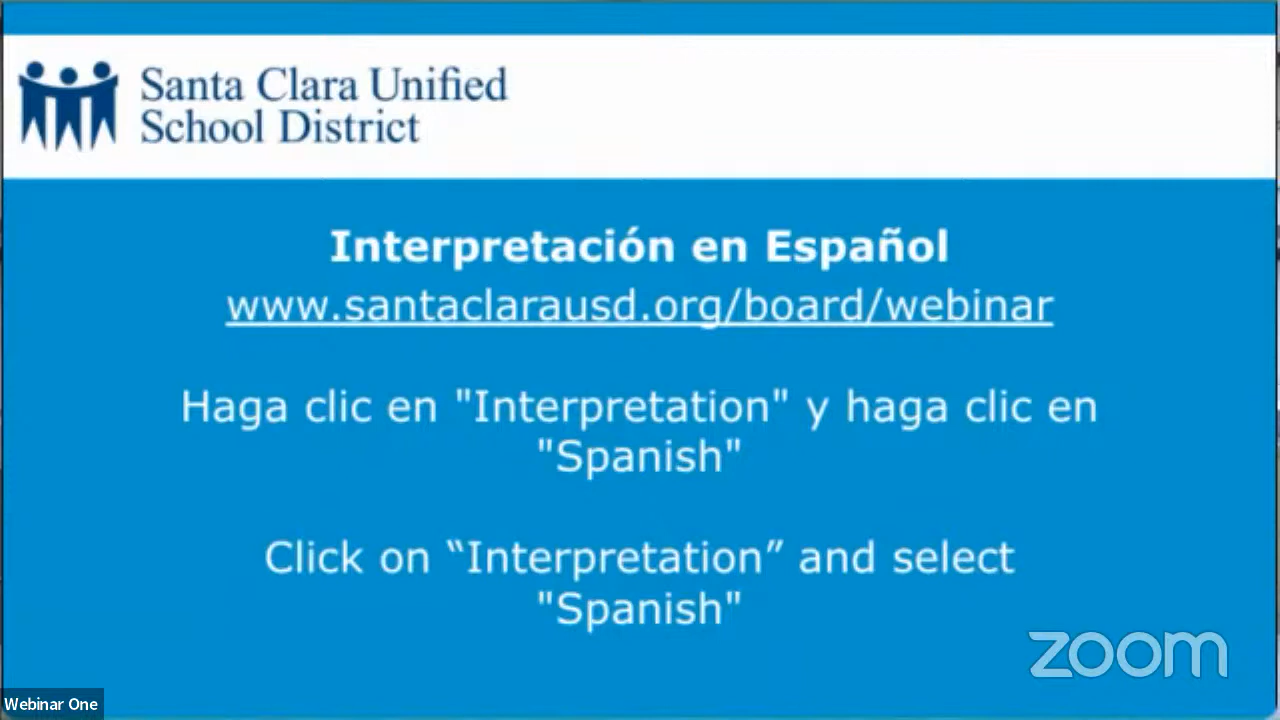 Santa Clara Unified
School District
Interpretación en Español
www.santaclarausd.org/board/webinar
Haga clic en "Interpretation" y haga clic en
"Spanish"
Click on “Interpretation” and select
"Spanish"
zoom
Webinar One